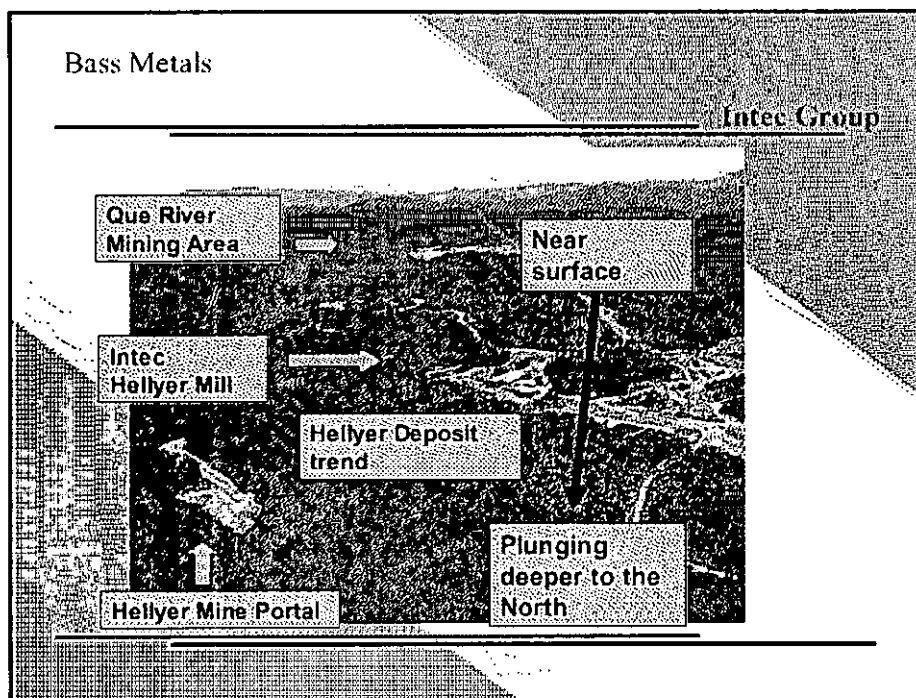 Bass Metals
Intec Group
Que River
Mining Area
Near
surface
Intec
Hellyer Mill
Hellyer Deposit
trend
Plunging
deeper to the
North
Hellyer Mine Portal